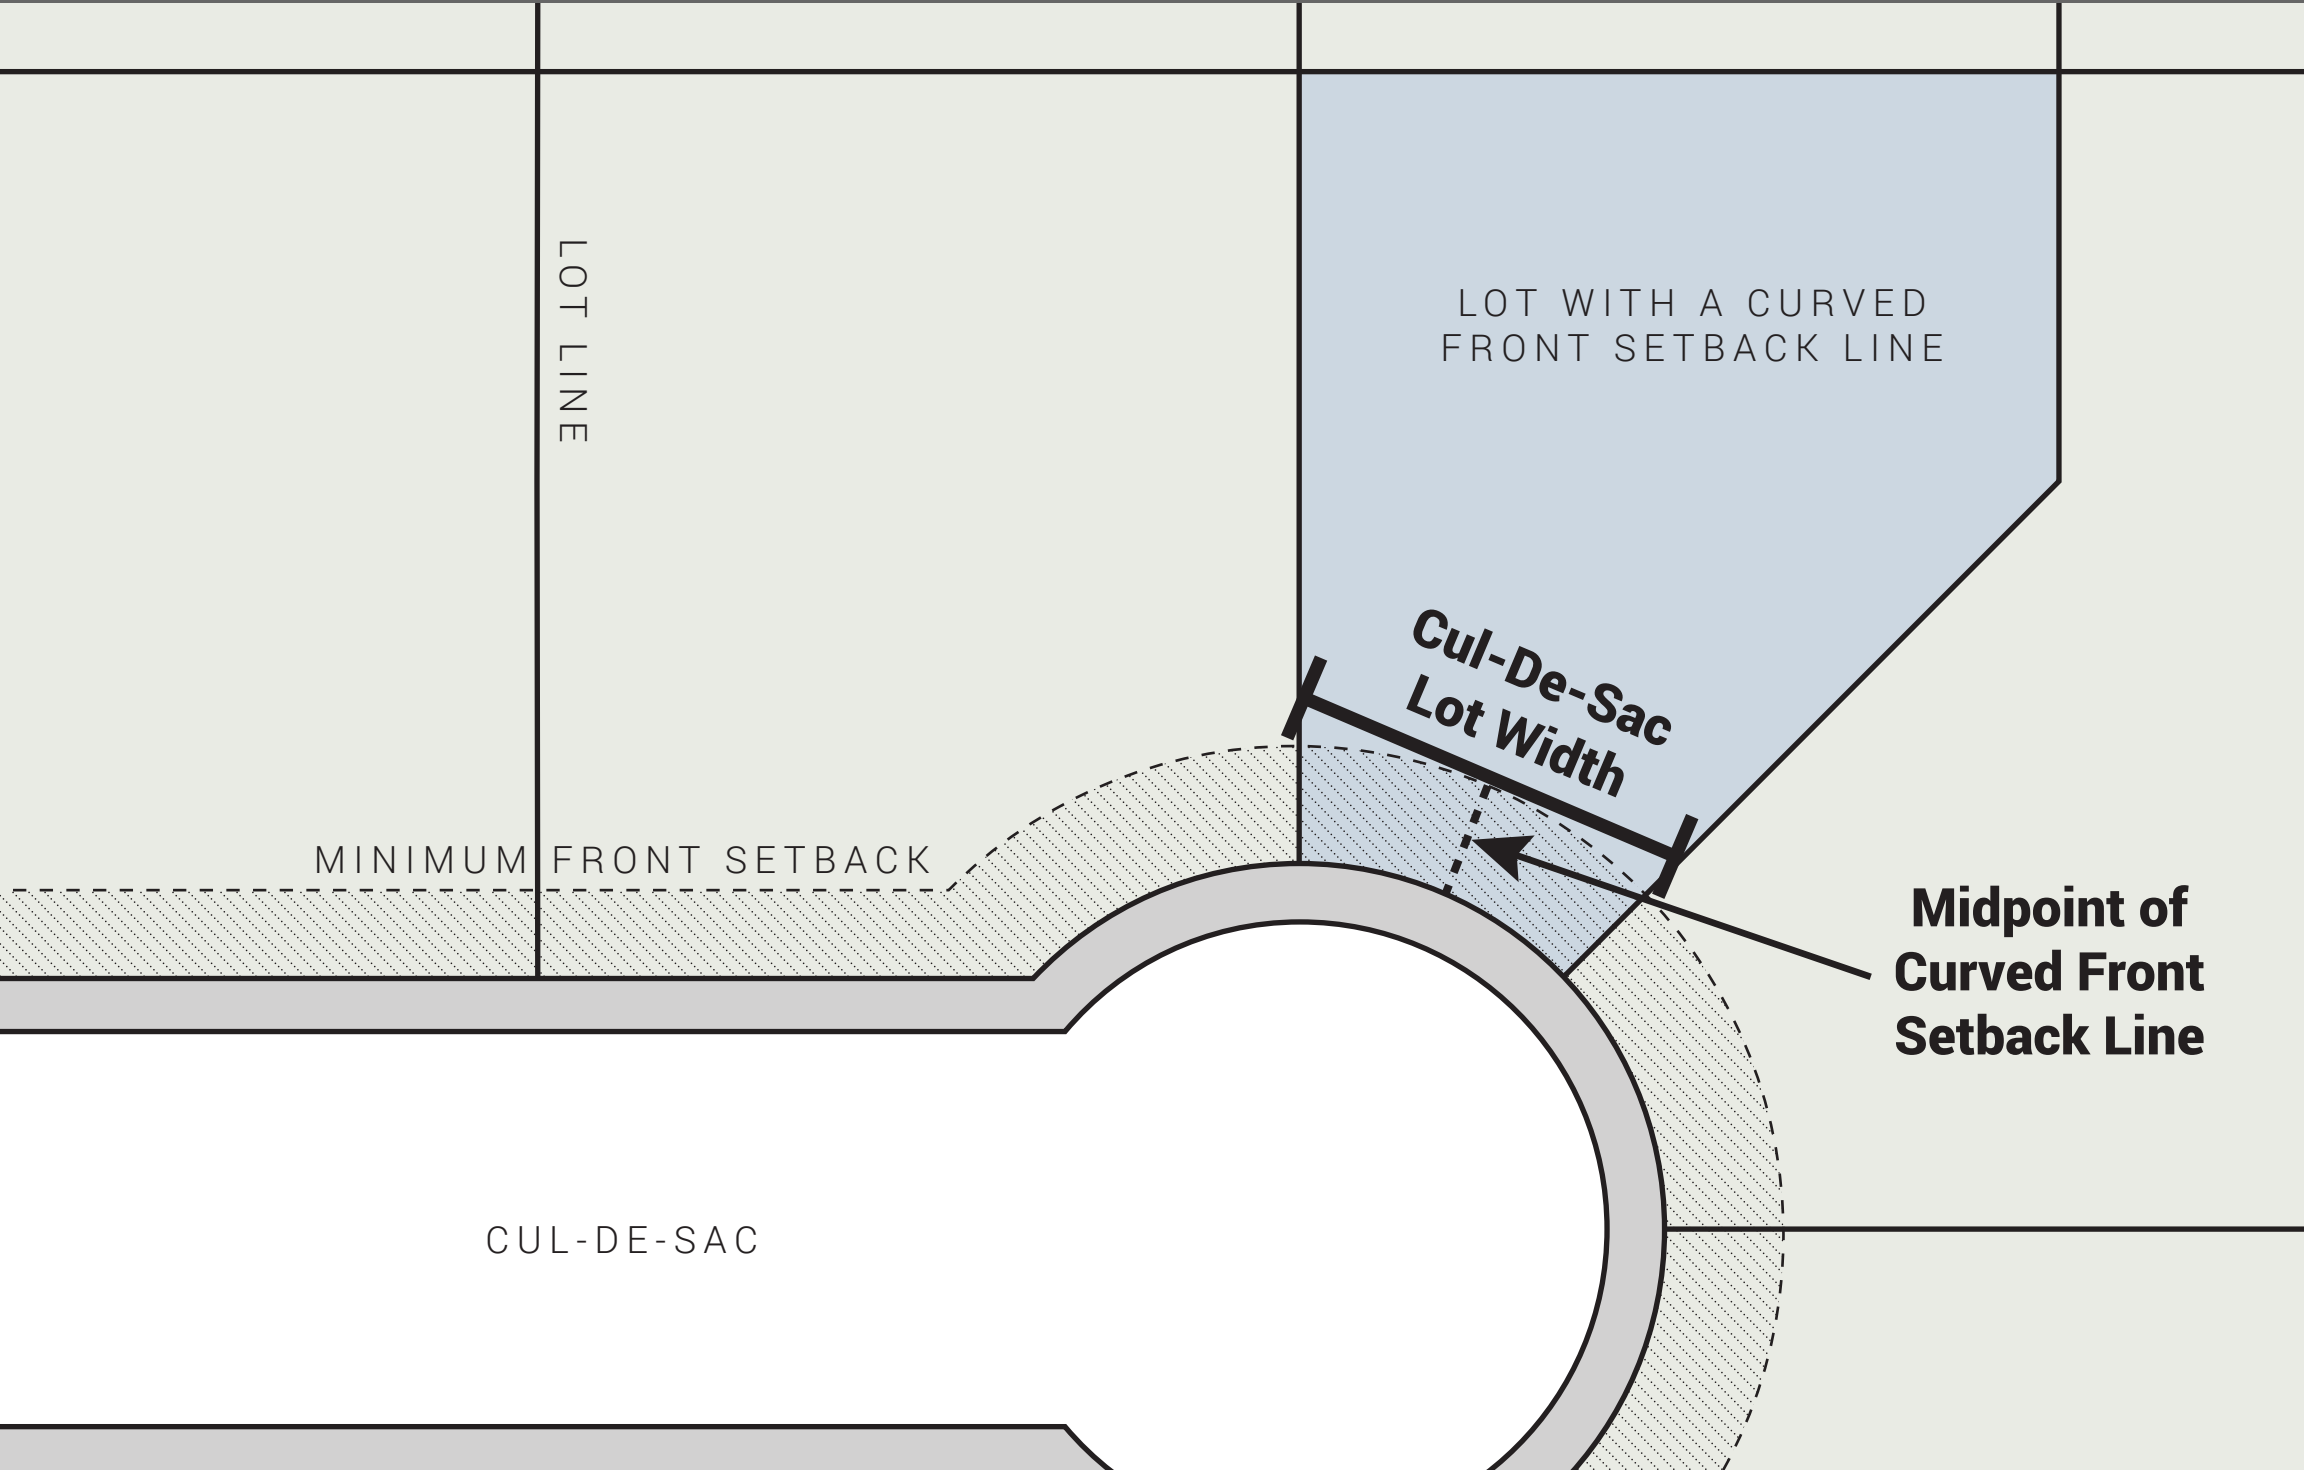 LOT LINE
LOT WITH A CURVED
FRONT SETBACK LINE
Cul-De-Sac
Lot Width
MINIMUM FRONT SETBACK
Midpoint of
Curved Front
Setback Line
CUL-DE-SAC